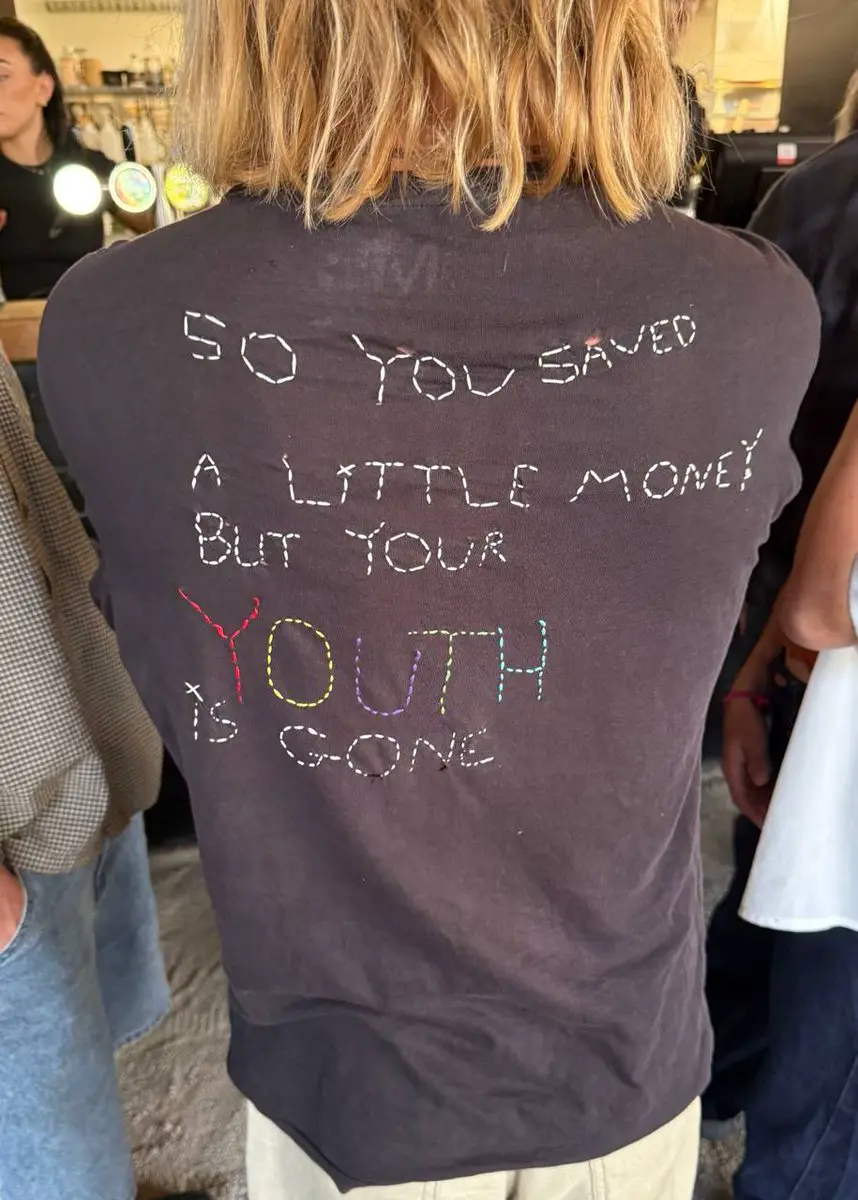 SO YOU SAVED
A LiTTLE MONEY
BUT YOUR
YOUTH
iS GONE